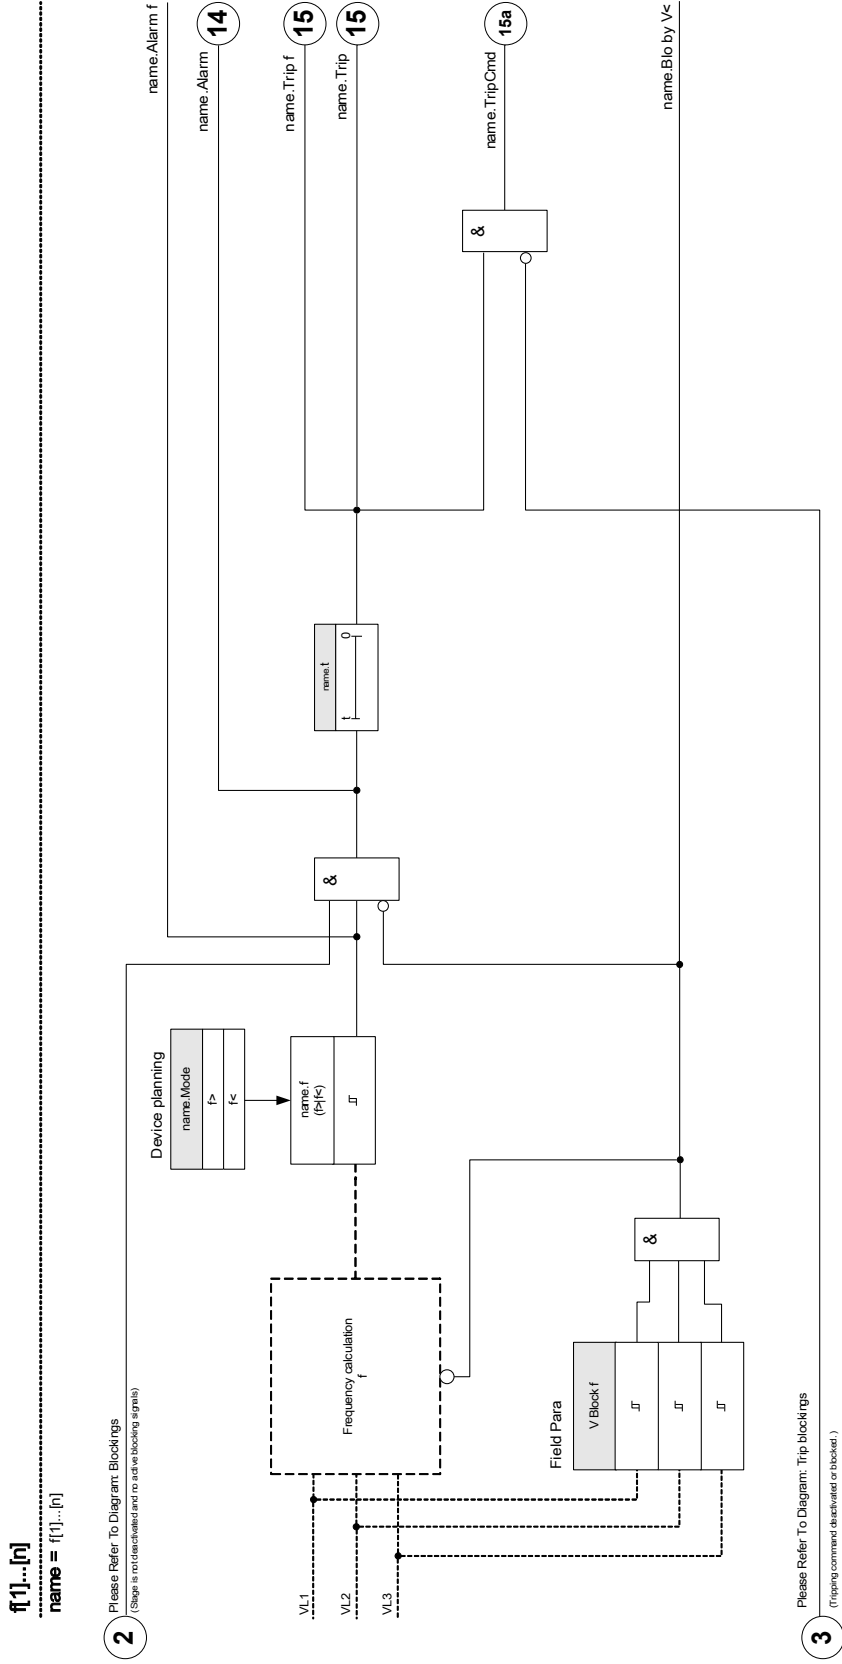 f[1]...[n]
name = f[1]...[n]
2
Please Refer To Diagram: Blockings
(Stage is not deactivated and no active blocking signals)
name.Alarm f
name.Alarm
14
name.Trip f
15
name.Trip
15
name.TripCmd
15a
name.Blo by V<
Device planning
name.Mode
f>
f<
name.f
(f>|f<)
&
name.t
t
0
&
VL1
VL2
VL3
Frequency calculation
f
Field Para
V Block f
&
3
Please Refer To Diagram: Trip blockings
(Tripping command deactivated or blocked.)